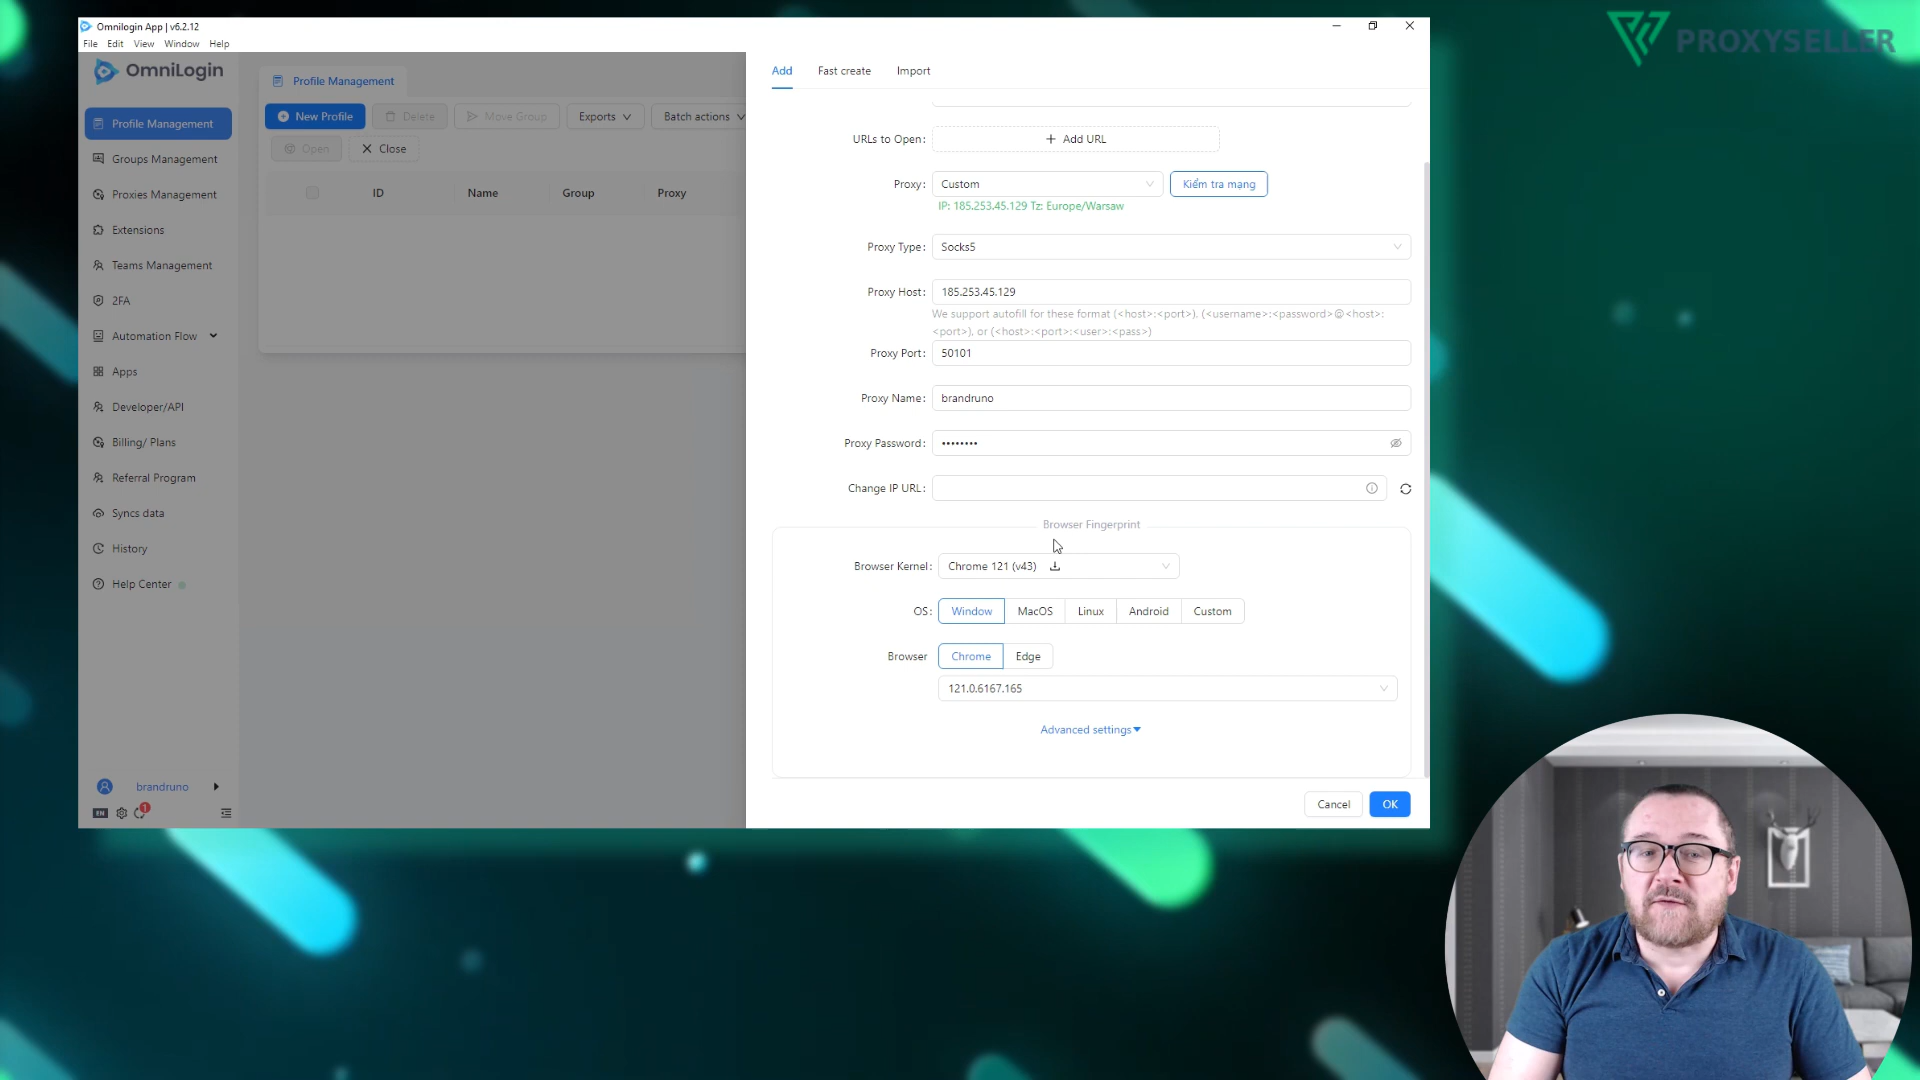 Omnilogin App | v6.2.12
File Edit View Window Help
OmniLogin
Profile Management
Groups Management
Proxies Management
Extensions
Teams Management
2FA
Automation Flow
Apps
Developer/API
Billing/ Plans
Referral Program
Syncs data
History
Help Center
brandruno
EN
1
Profile Management
New Profile Delete Move Group Exports Batch actions
Open Close
ID Name Group Proxy
Add Fast create Import
URLs to Open: Add URL
Proxy: Custom Kiểm tra mạng
IP: 185.253.45.129 Tz: Europe/Warsaw
Proxy Type: Socks5
Proxy Host: 185.253.45.129
We support autofill for these format (<host>:<port>), (<username>:<password>@<host>:
<port>), or (<host>:<port>:<user>:<pass>)
Proxy Port: 50101
Proxy Name: brandruno
Proxy Password: ••••••••
Change IP URL:
Browser Fingerprint
Browser Kernel: Chrome 121 (v43)
OS: Window MacOS Linux Android Custom
Browser Chrome Edge
121.0.6167.165
Advanced settings
Cancel OK
PROXYSELLER